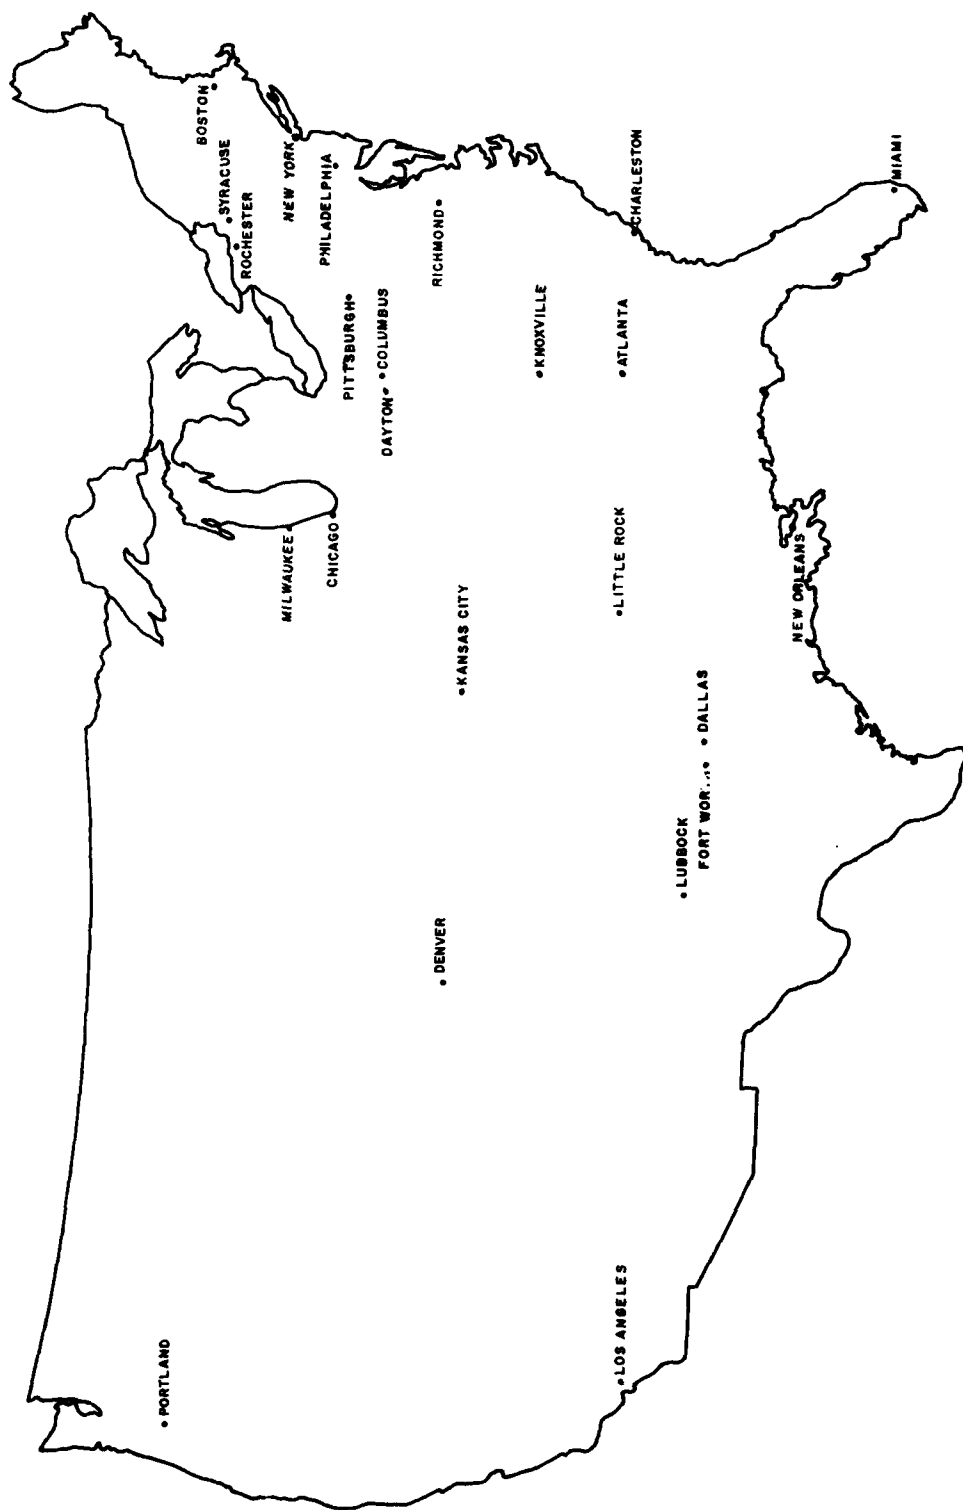 PORTLAND
LOS ANGELES
DENVER
LUBBOCK
FORT
DALLAS
KANSAS CITY
LITTLE ROCK
NEW ORLEANS
MILWAUKEE
CHICAGO
DAYTON
COLUMBUS
PITTSBURGH
KNOXVILLE
ATLANTA
RICHMOND
CHARLESTON
MIAMI
ROCHESTER
SYRACUSE
PHILADELPHIA
NEW YORK
BOSTON